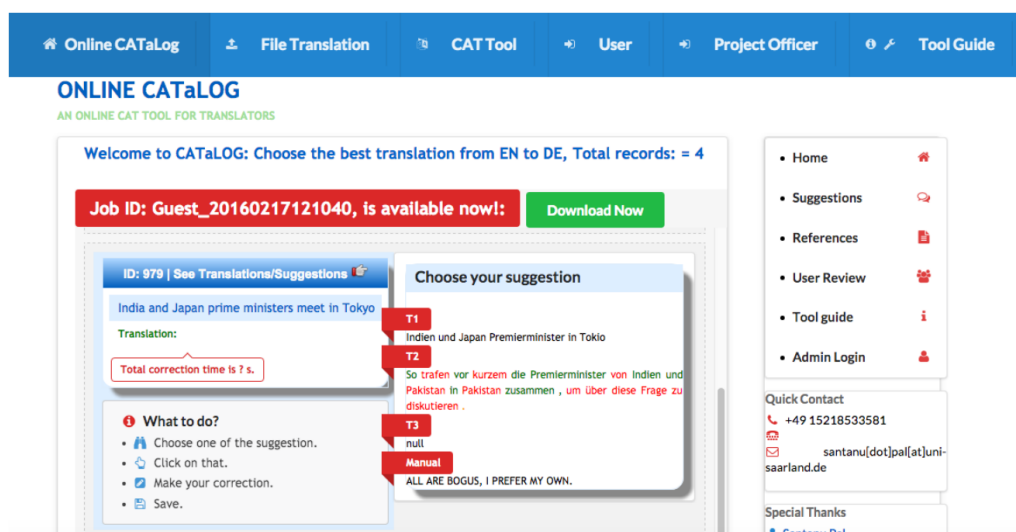 Online CATaLog File Translation CAT Tool User Project Officer Tool Guide
ONLINE CATaLOG
AN ONLINE CAT TOOL FOR TRANSLATORS
Welcome to CATaLOG: Choose the best translation from EN to DE, Total records: = 4
Job ID: Guest_20160217121040, is available now!: Download Now
ID: 979 | See Translations/Suggestions
India and Japan prime ministers meet in Tokyo
Translation:
Total correction time is ? s.
What to do?
Choose one of the suggestion.
Click on that.
Make your correction.
Save.
Choose your suggestion
T1
Indien und Japan Premierminister in Tokio
T2
So trafen vor kurzem die Premierminister von Indien und
Pakistan in Pakistan zusammen , um über diese Frage zu
diskutieren .
T3
null
Manual
ALL ARE BOGUS, I PREFER MY OWN.
Home
Suggestions
References
User Review
Tool guide
Admin Login
Quick Contact
+49 15218533581
santanu[dot]pal[at]uni-
saarland.de
Special Thanks
Santanu Pal